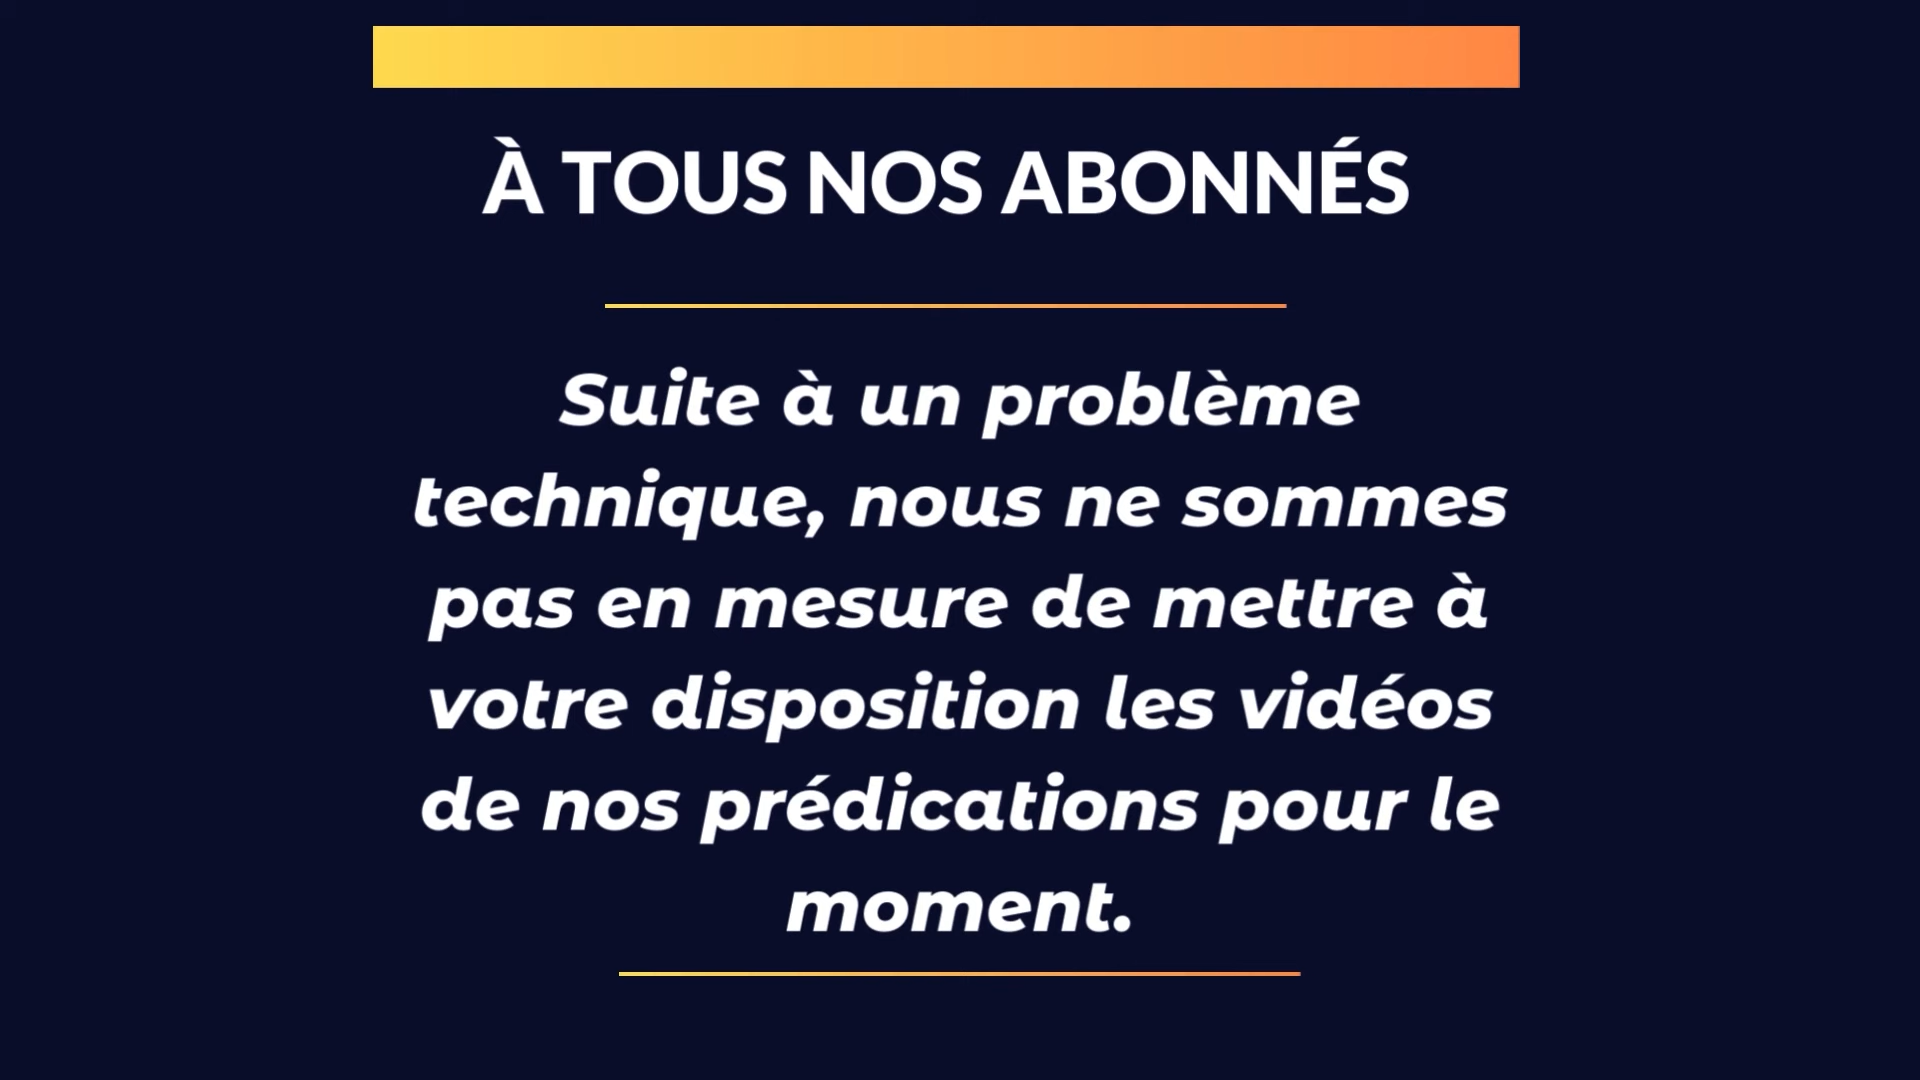 À TOUS NOS ABONNÉS
Suite à un problème
technique, nous ne sommes
pas en mesure de mettre à
votre disposition les vidéos
de nos prédications pour le
moment.